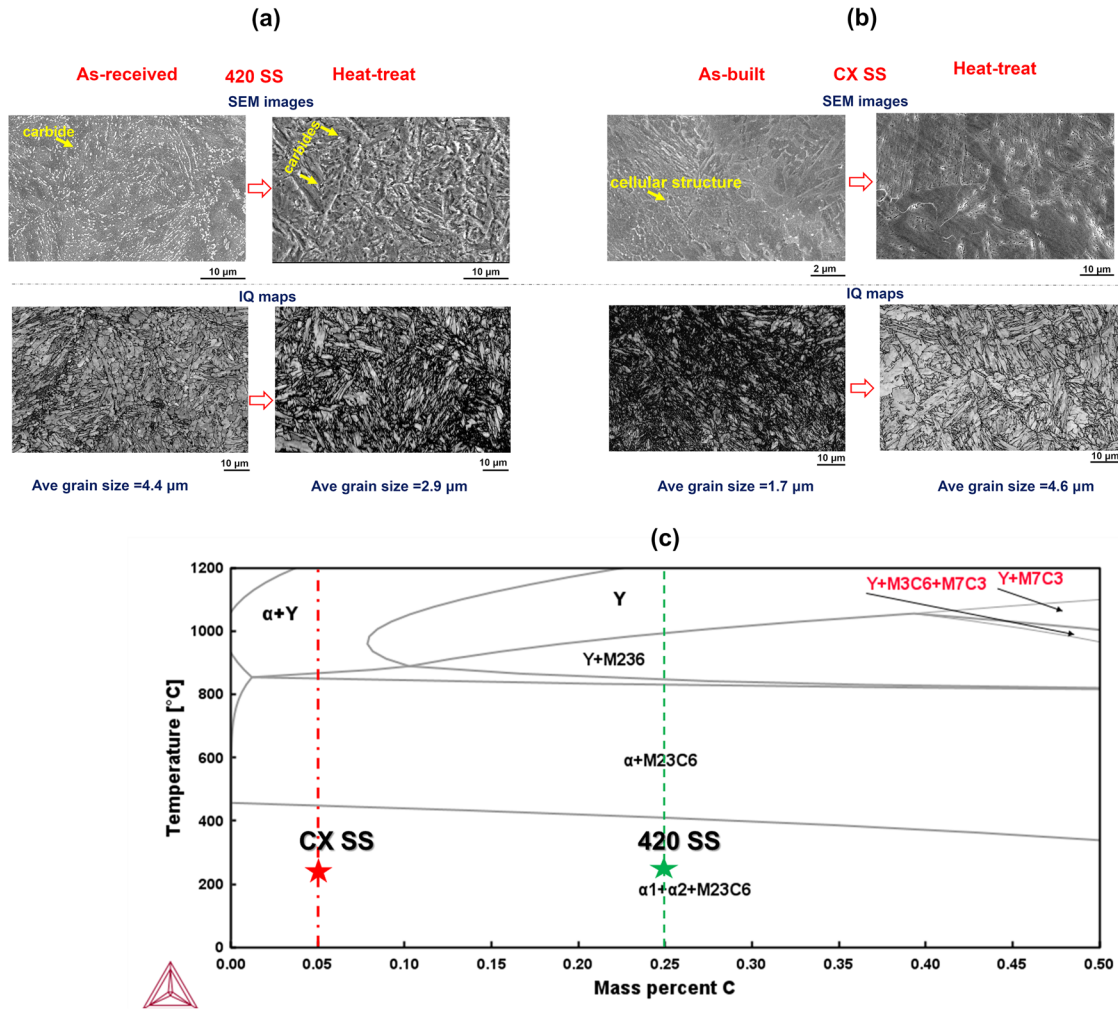 (a)
(b)
As-received 420 SS Heat-treat
As-built CX SS Heat-treat
SEM images
SEM images
carbide
carbides
cellular structure
10 μm
10 μm
2 μm
10 μm
IQ maps
IQ maps
10 μm
10 μm
10 μm
10 μm
Ave grain size =4.4 μm
Ave grain size =2.9 μm
Ave grain size =1.7 μm
Ave grain size =4.6 μm
(c)
1200
1000
800
600
400
200
0
Temperature [°C]
α+Y
Y
Y+M3C6+M7C3
Y+M7C3
Y+M236
α+M23C6
CX SS
420 SS
α1+α2+M23C6
0.00 0.05 0.10 0.15 0.20 0.25 0.30 0.35 0.40 0.45 0.50
Mass percent C